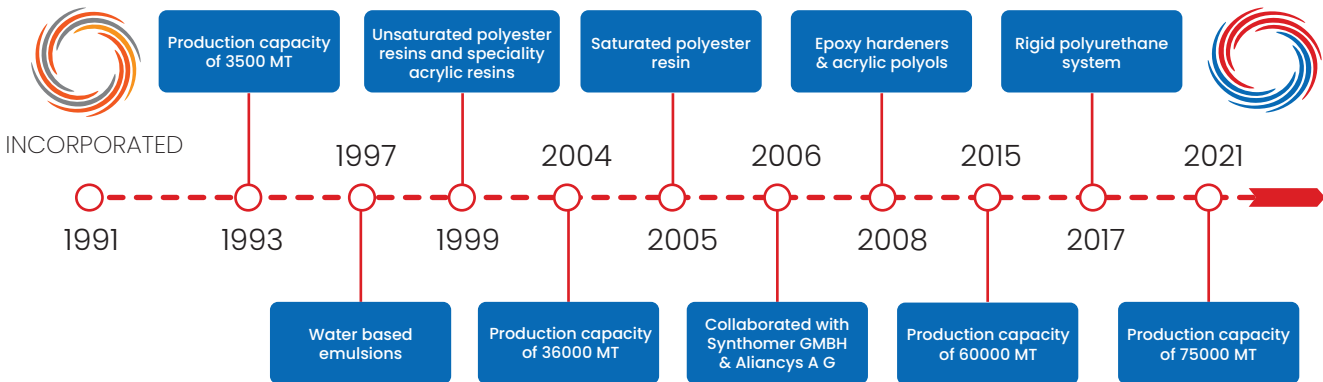 Production capacity
of 3500 MT
Unsaturated polyester
resins and speciality
acrylic resins
Saturated polyester
resin
Epoxy hardeners
& acrylic polyols
Rigid polyurethane
system
INCORPORATED
1997
2004
2006
2015
2021
1991
1993
1999
2005
2008
2017
Water based
emulsions
Production capacity
of 36000 MT
Collaborated with
Synthomer GMBH
& Aliancys A G
Production capacity
of 60000 MT
Production capacity
of 75000 MT